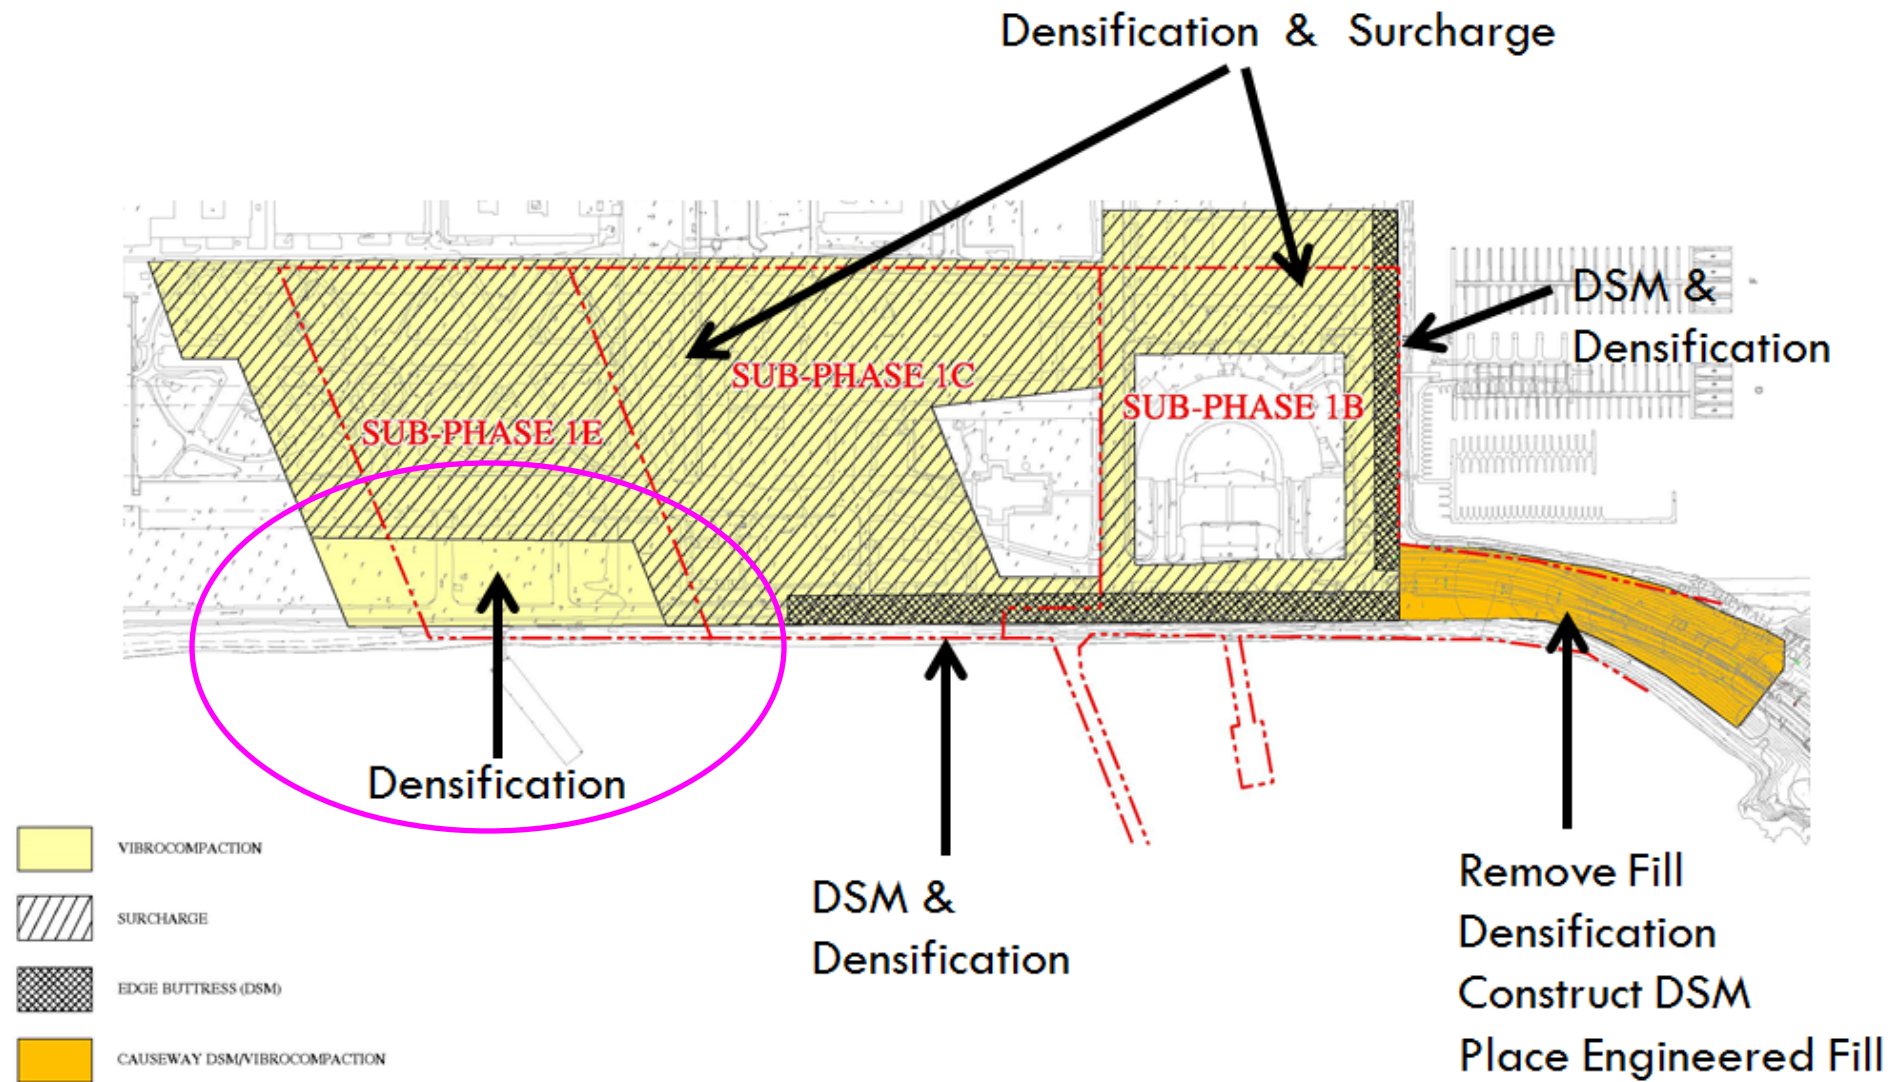 Densification & Surcharge
DSM &
Densification
SUB-PHASE 1C
SUB-PHASE 1B
SUB-PHASE 1E
Densification
DSM &
Densification
Remove Fill
Densification
Construct DSM
Place Engineered Fill
VIBROCOMPACTION
SURCHARGE
EDGE BUTTRESS (DSM)
CAUSEWAY DSM/VIBROCOMPACTION